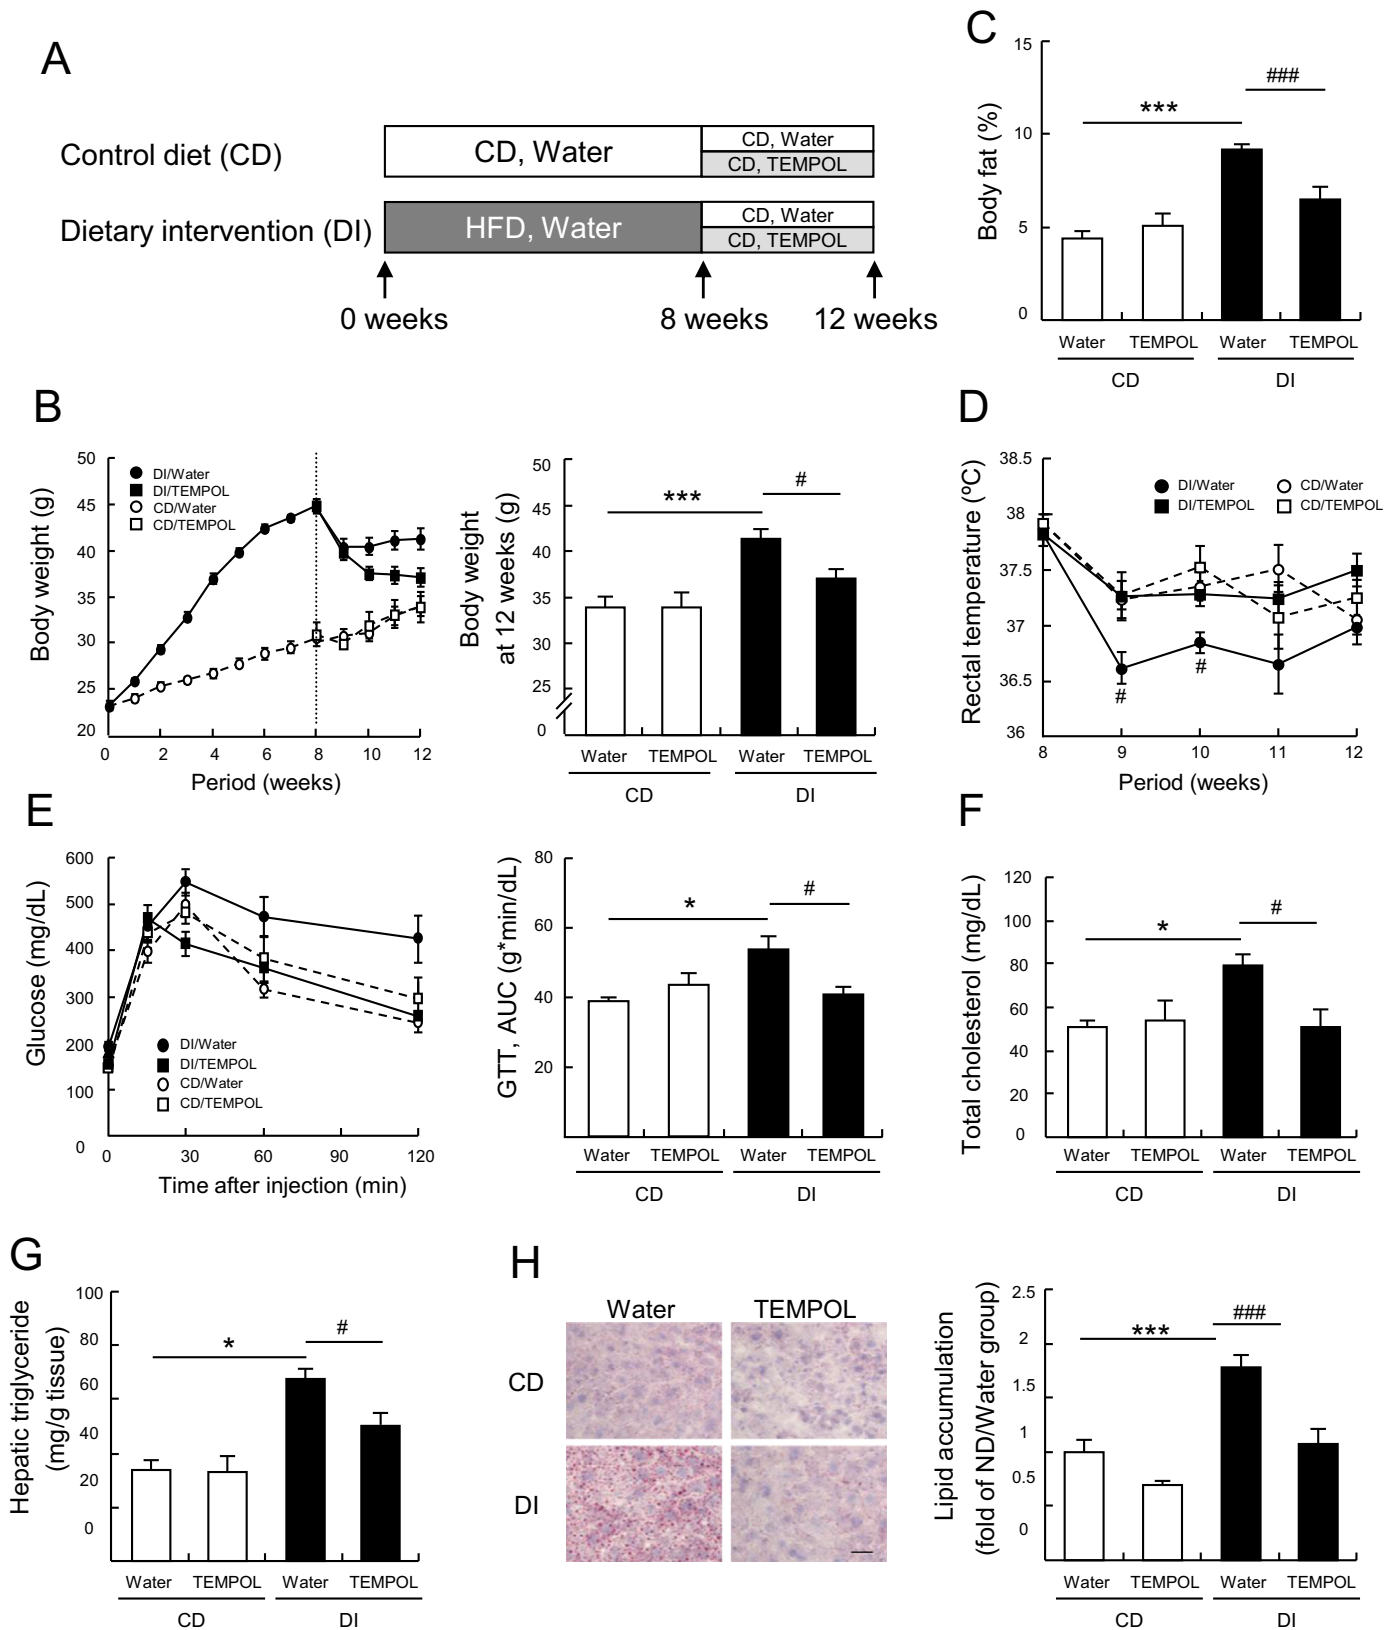 A
Control diet (CD)
CD, Water
CD, Water
CD, TEMPOL
Dietary intervention (DI)
HFD, Water
CD, Water
CD, TEMPOL
0 weeks
8 weeks
12 weeks
C
Body fat (%)
15
10
5
0
***
###
Water
TEMPOL
Water
TEMPOL
CD
DI
B
Body weight (g)
50
45
40
35
30
25
20
DI/Water
DI/TEMPOL
CD/Water
CD/TEMPOL
0
2
4
6
8
10
12
Period (weeks)
Body weight
at 12 weeks (g)
50
45
40
35
30
25
0
***
#
Water
TEMPOL
Water
TEMPOL
CD
DI
D
Rectal temperature (ºC)
38.5
38
37.5
37
36.5
36
DI/Water
CD/Water
DI/TEMPOL
CD/TEMPOL
#
#
8
9
10
11
12
Period (weeks)
E
Glucose (mg/dL)
600
500
400
300
200
100
0
DI/Water
DI/TEMPOL
CD/Water
CD/TEMPOL
0
30
60
90
120
Time after injection (min)
GTT, AUC (g*min/dL)
80
60
40
20
*
#
Water
TEMPOL
Water
TEMPOL
CD
DI
F
Total cholesterol (mg/dL)
120
100
80
60
40
20
0
*
#
Water
TEMPOL
Water
TEMPOL
CD
DI
G
Hepatic triglyceride
(mg/g tissue)
100
80
60
40
20
0
*
#
Water
TEMPOL
Water
TEMPOL
CD
DI
H
Water
TEMPOL
CD
DI
Lipid accumulation
(fold of ND/Water group)
2.5
2
1.5
1
0.5
0
***
###
Water
TEMPOL
Water
TEMPOL
CD
DI